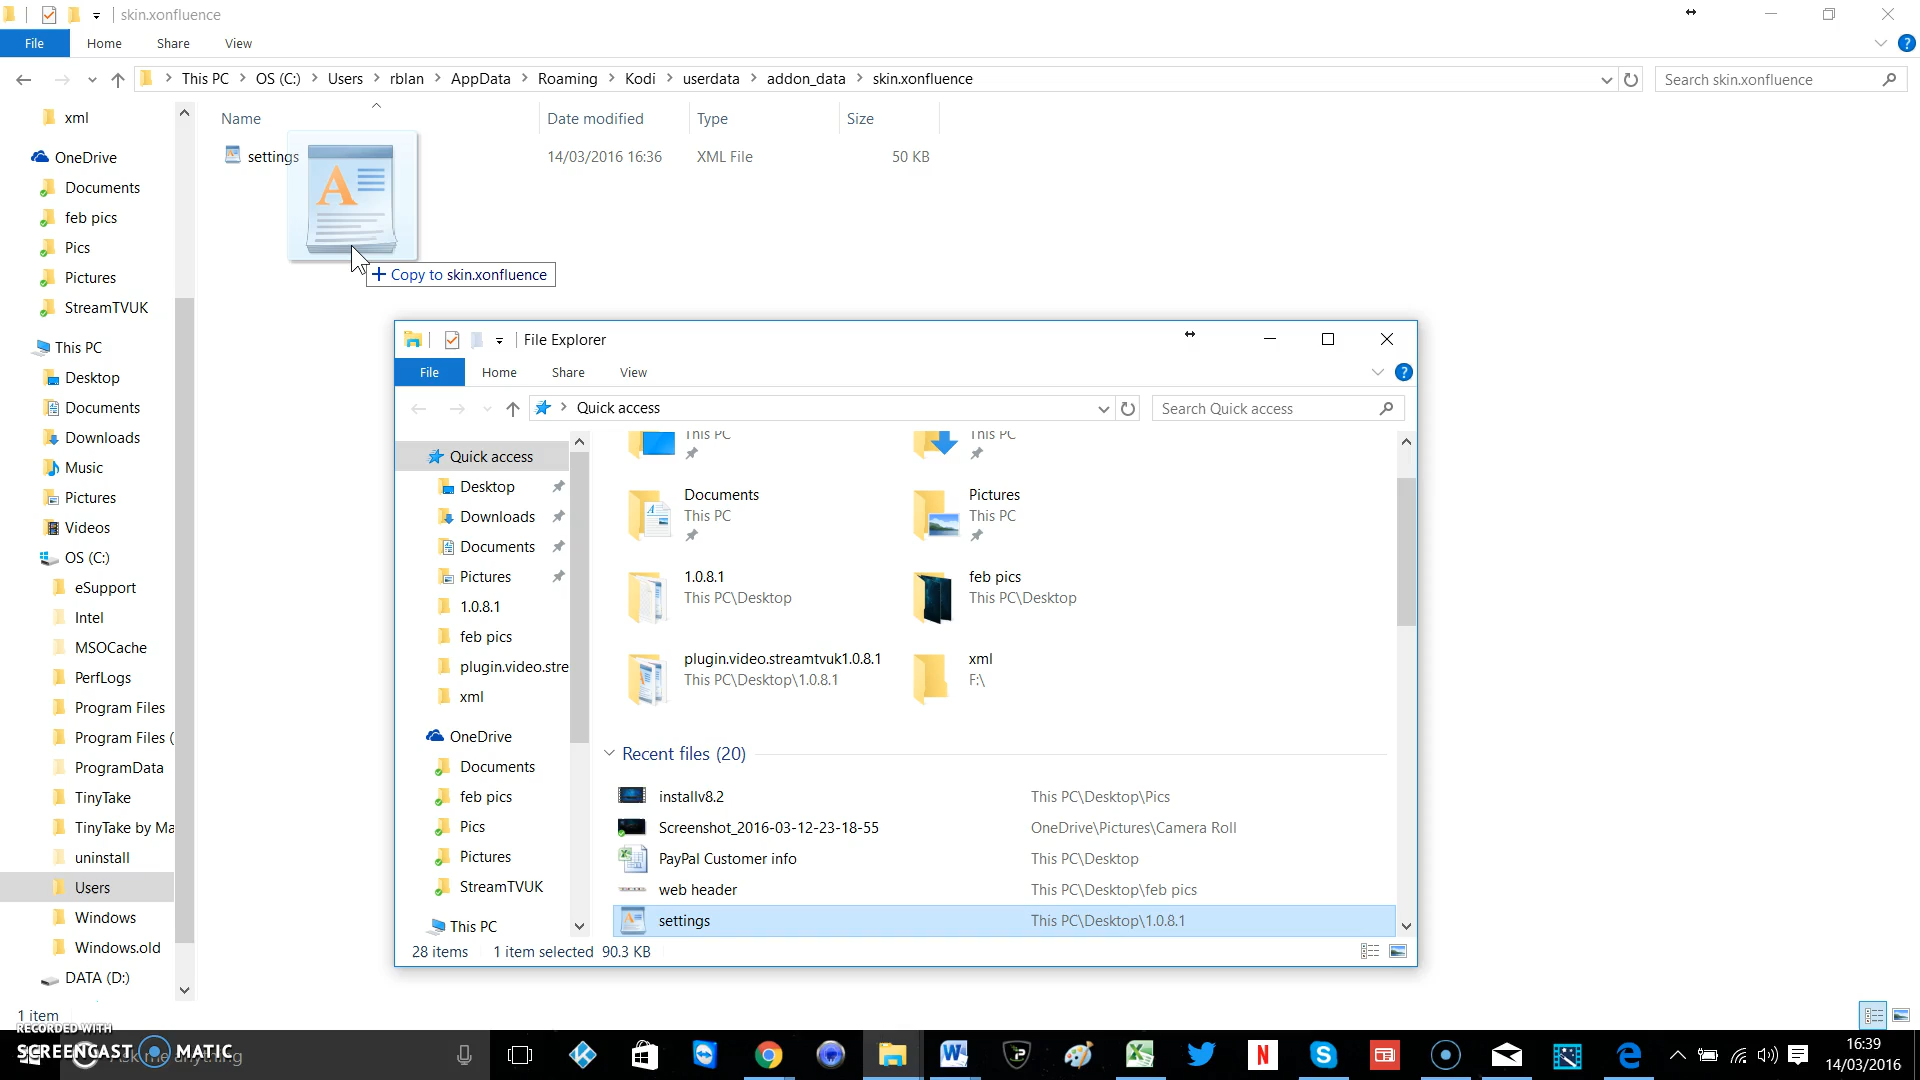 skin.xonfluence
File Home Share View
This PC OS (C:) Users rblan AppData Roaming Kodi userdata addon_data skin.xonfluence
Search skin.xonfluence
Name Date modified Type Size
settings 14/03/2016 16:36 XML File 50 KB
Copy to skin.xonfluence
xml
OneDrive
Documents
feb pics
Pics
Pictures
StreamTVUK
This PC
Desktop
Documents
Downloads
Music
Pictures
Videos
OS (C:)
eSupport
Intel
MSOCache
PerfLogs
Program Files
Program Files (
ProgramData
TinyTake
TinyTake by Ma
uninstall
Users
Windows
Windows.old
DATA (D:)
1 item
File Explorer
File Home Share View
Quick access
Search Quick access
Quick access
Desktop
Downloads
Documents
Pictures
1.0.8.1
feb pics
plugin.video.stre
xml
OneDrive
Documents
feb pics
Pics
Pictures
StreamTVUK
This PC
This PC This PC
Documents Pictures
This PC This PC
1.0.8.1 feb pics
This PC\Desktop This PC\Desktop
plugin.video.streamtvuk1.0.8.1 xml
This PC\Desktop\1.0.8.1 F:\
Recent files (20)
installv8.2 This PC\Desktop\Pics
Screenshot_2016-03-12-23-18-55 OneDrive\Pictures\Camera Roll
PayPal Customer info This PC\Desktop
web header This PC\Desktop\feb pics
settings This PC\Desktop\1.0.8.1
28 items 1 item selected 90.3 KB
RECORDED WITH
SCREENCAST MATIC
Ask me anything
16:39
14/03/2016